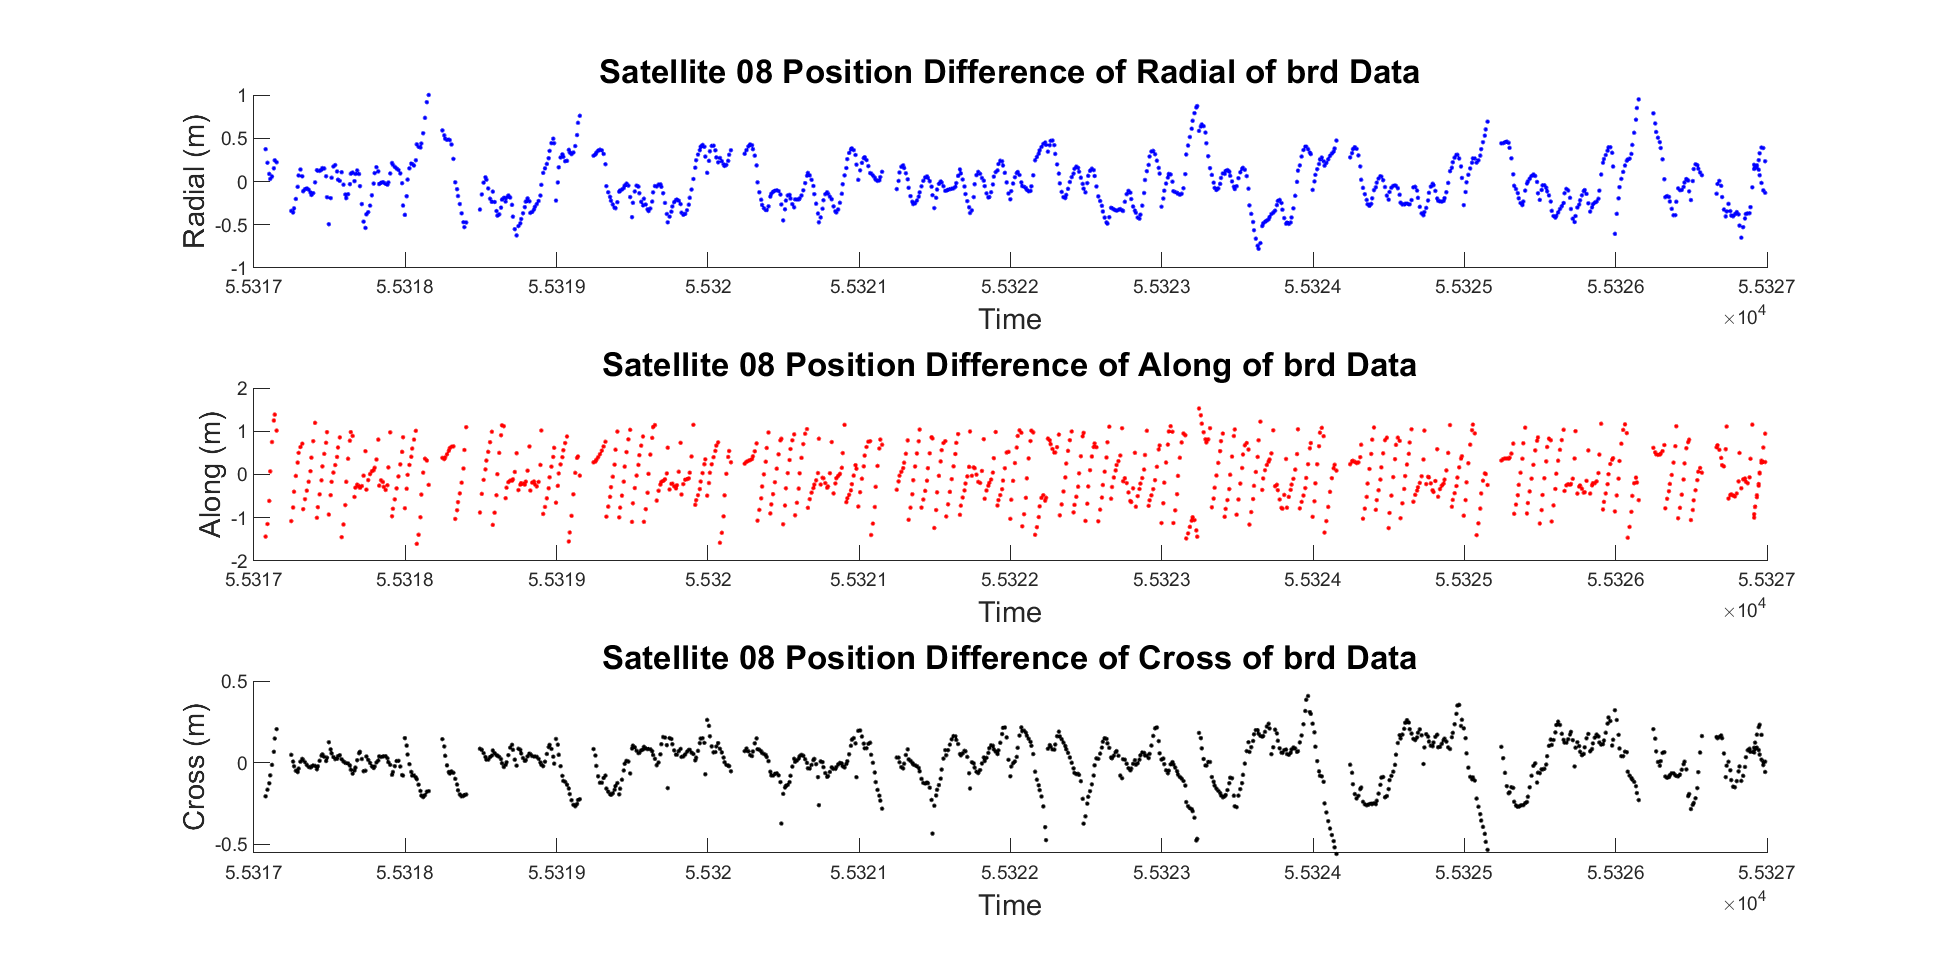 Satellite 08 Position Difference of Radial of brd Data
Radial (m)
1
0.5
0
-0.5
-1
5.5317 5.5318 5.5319 5.532 5.5321 5.5322 5.5323 5.5324 5.5325 5.5326 5.5327
Time
×10^4
Satellite 08 Position Difference of Along of brd Data
Along (m)
2
1
0
-1
-2
5.5317 5.5318 5.5319 5.532 5.5321 5.5322 5.5323 5.5324 5.5325 5.5326 5.5327
Time
×10^4
Satellite 08 Position Difference of Cross of brd Data
Cross (m)
0.5
0
-0.5
5.5317 5.5318 5.5319 5.532 5.5321 5.5322 5.5323 5.5324 5.5325 5.5326 5.5327
Time
×10^4